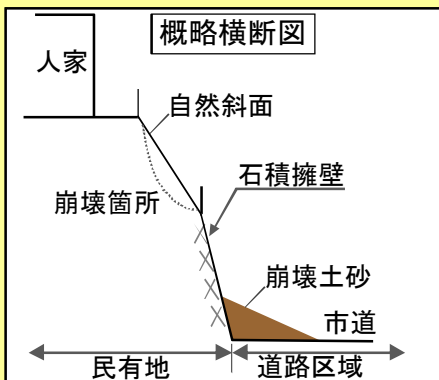 概略横断図
人家
自然斜面
石積擁壁
崩壊箇所
崩壊土砂
市道
民有地
道路区域